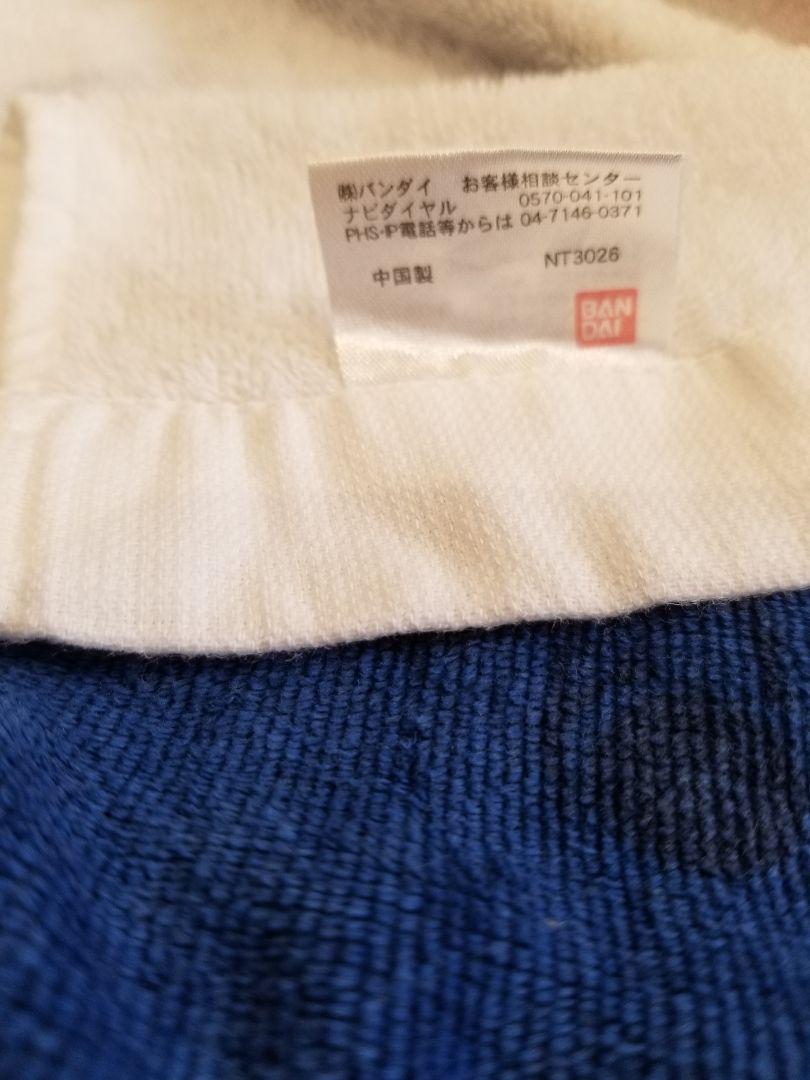 ㈱バンダイ お客様相談センター
ナビダイヤル 0570-041-101
PHS・IP電話等からは 04-7146-0371
中国製 NT3026
BAN
DAI